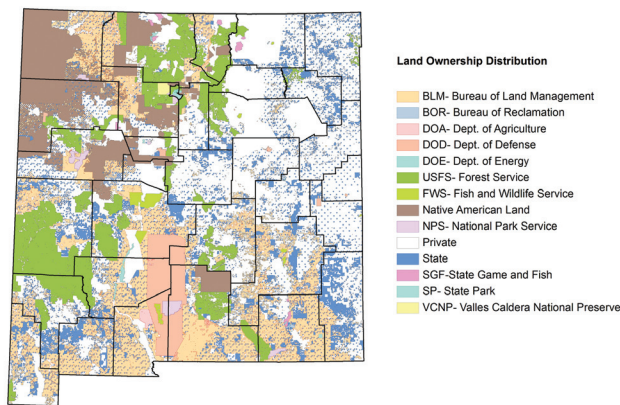 Land Ownership Distribution
BLM- Bureau of Land Management
BOR- Bureau of Reclamation
DOA- Dept. of Agriculture
DOD- Dept. of Defense
DOE- Dept. of Energy
USFS- Forest Service
FWS- Fish and Wildlife Service
Native American Land
NPS- National Park Service
Private
State
SGF-State Game and Fish
SP- State Park
VCNP- Valles Caldera National Preserve